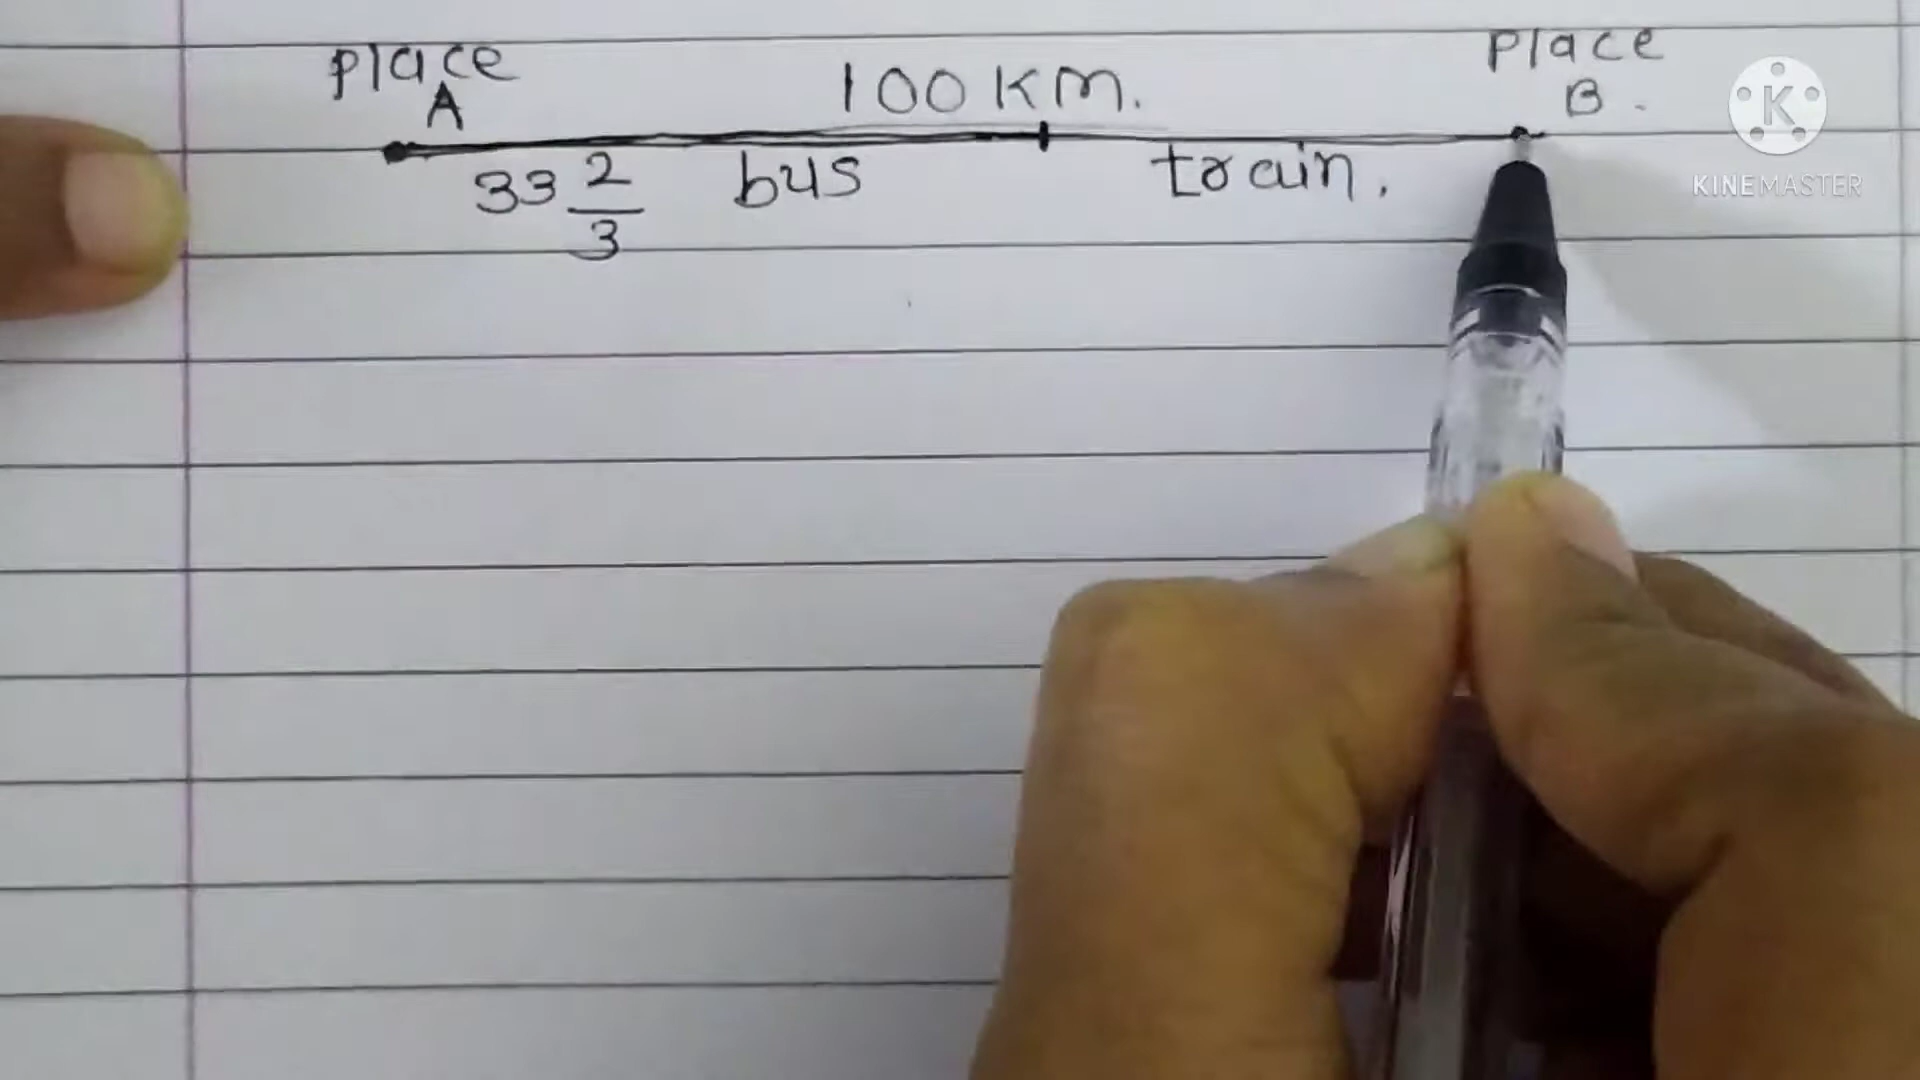 place
A
100 KM.
place
B.
33 2/3 bus train.
K
KINEMASTER